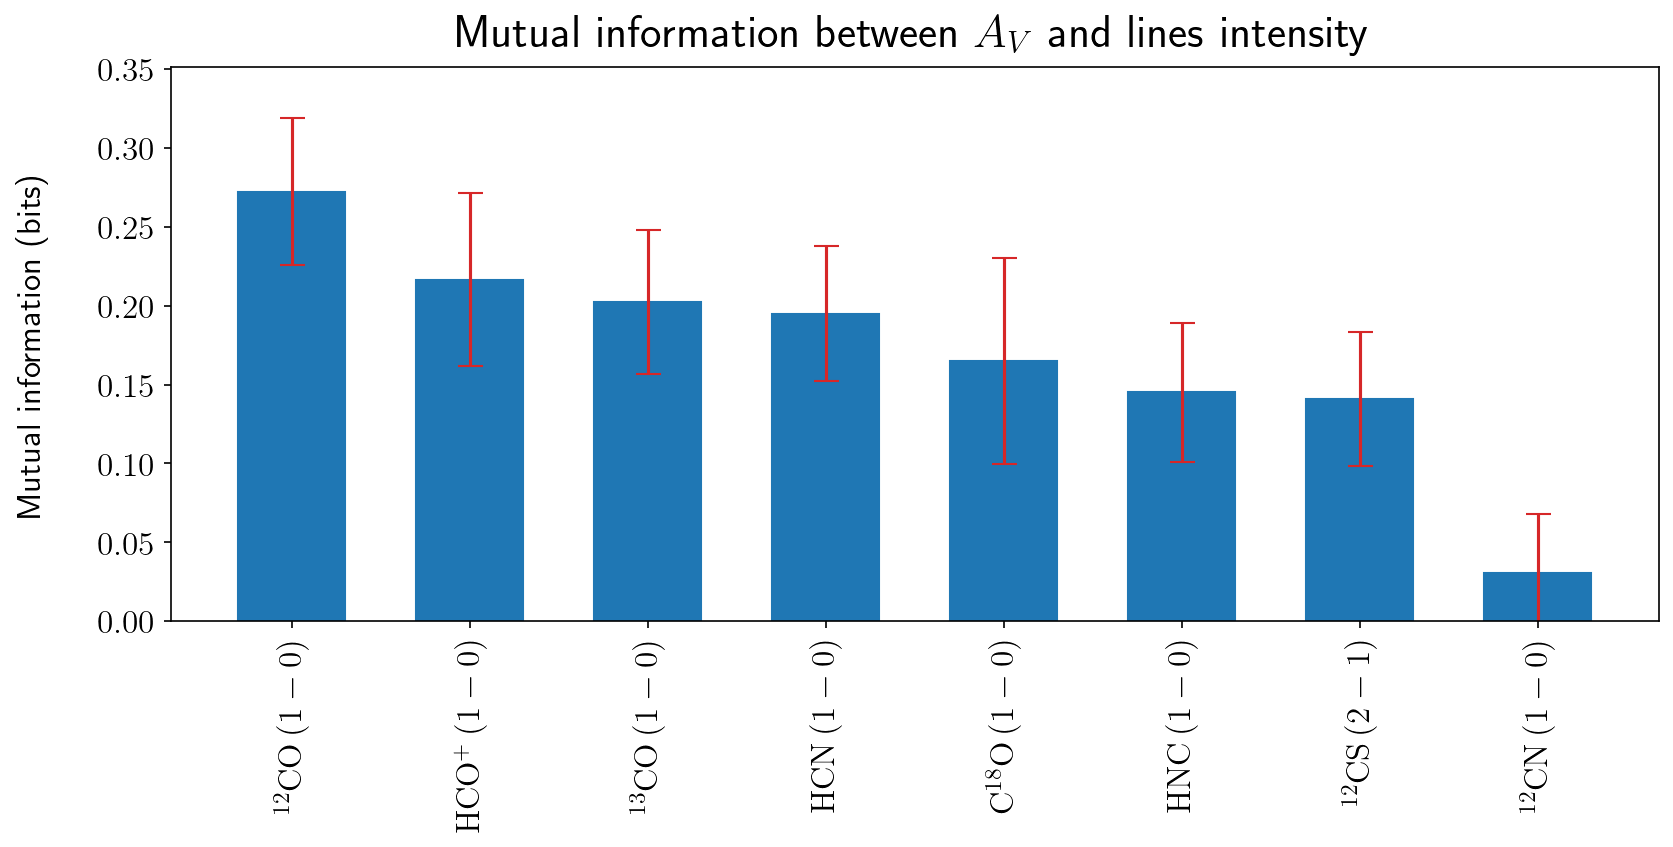 Mutual information between A_V and lines intensity
Mutual information (bits)
0.35
0.30
0.25
0.20
0.15
0.10
0.05
0.00
¹²CO (1 − 0)
HCO⁺ (1 − 0)
¹³CO (1 − 0)
HCN (1 − 0)
C¹⁸O (1 − 0)
HNC (1 − 0)
¹²CS (2 − 1)
¹²CN (1 − 0)